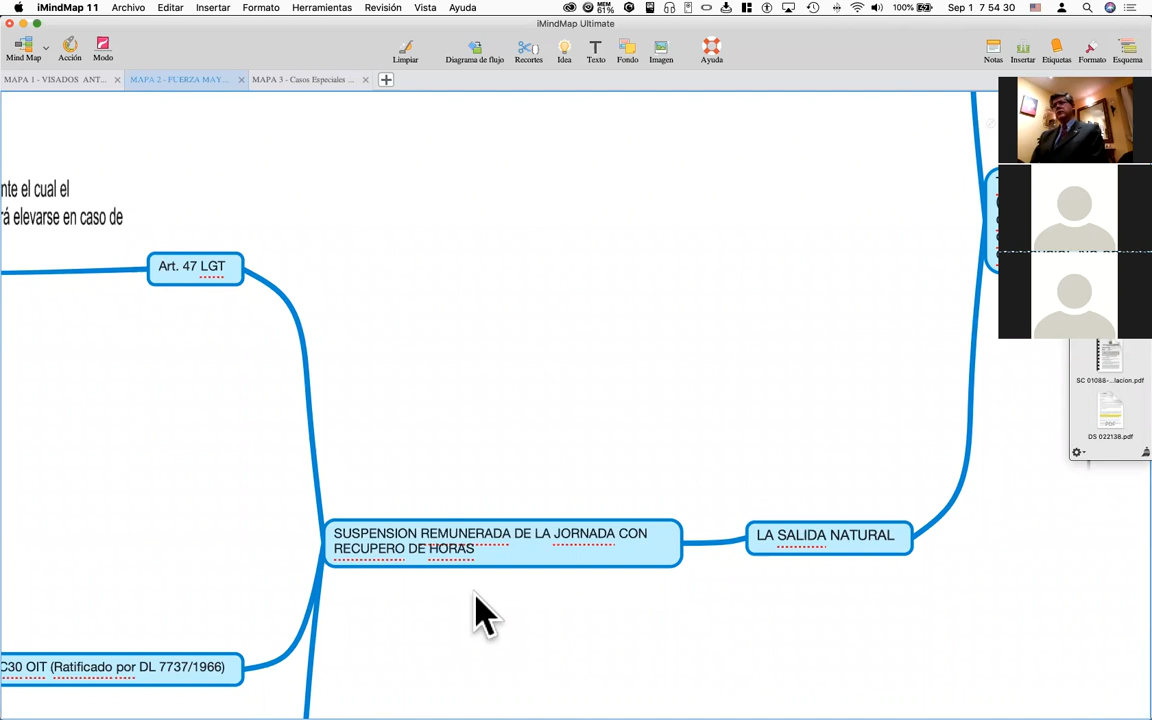 iMindMap 11 Archivo Editar Insertar Formato Herramientas Revisión Vista Ayuda MEM 61% 100% Sep 1 7 54 30
iMindMap Ultimate
Mind Map Acción Modo Limpiar Diagrama de flujo Recortes Idea Texto Fondo Imagen Ayuda Notas Insertar Etiquetas Formato Esquema
MAPA 1 - VISADOS ANT... MAPA 2 - FUERZA MAY... MAPA 3 - Casos Especiales ...
nte el cual el
rá elevarse en caso de
Art. 47 LGT
SC 01088-...lacion.pdf
DS 022138.pdf
SUSPENSION REMUNERADA DE LA JORNADA CON
RECUPERO DE HORAS
LA SALIDA NATURAL
C30 OIT (Ratificado por DL 7737/1966)